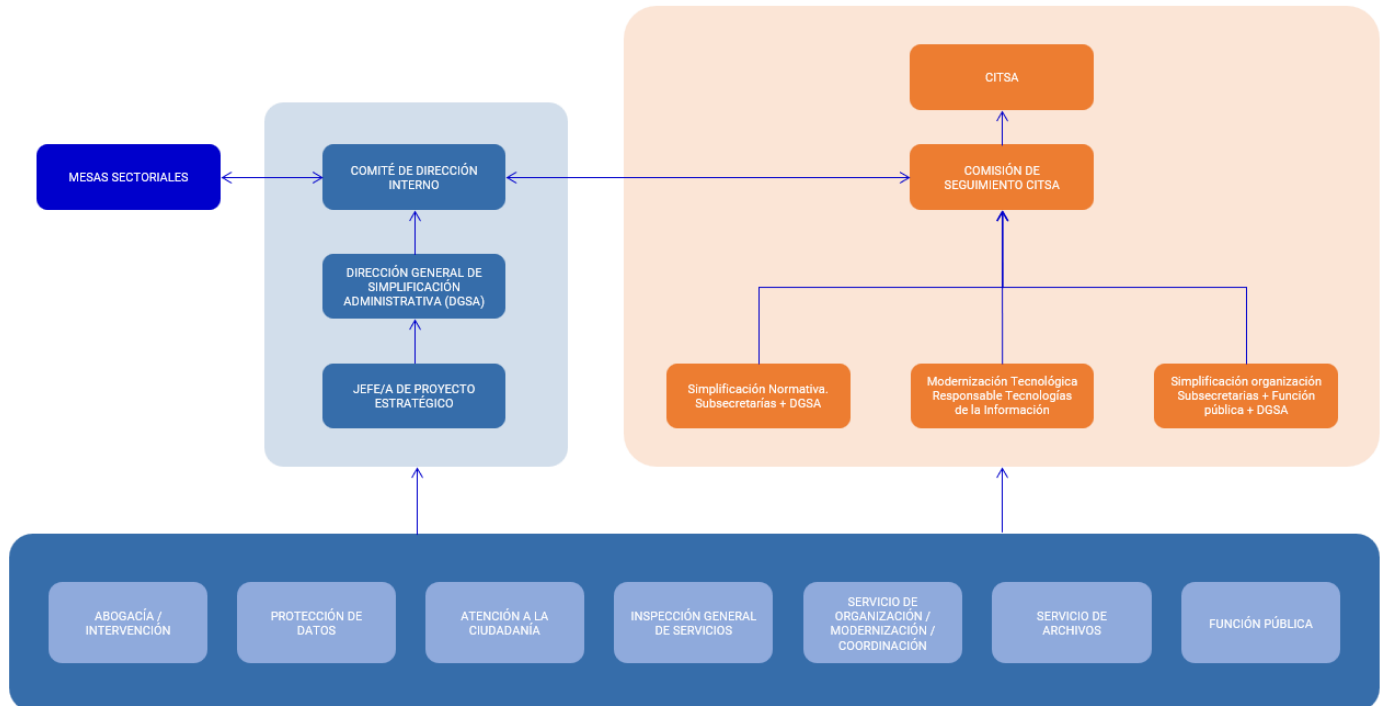 CITSA
MESAS SECTORIALES
COMITÉ DE DIRECCIÓN
INTERNO
COMISIÓN DE
SEGUIMIENTO CITSA
DIRECCIÓN GENERAL DE
SIMPLIFICACIÓN
ADMINISTRATIVA (DGSA)
JEFE/A DE PROYECTO
ESTRATÉGICO
Simplificación Normativa.
Subsecretarías + DGSA
Modernización Tecnológica
Responsable Tecnologías
de la Información
Simplificación organización
Subsecretarias + Función
pública + DGSA
ABOGACÍA /
INTERVENCIÓN
PROTECCIÓN DE
DATOS
ATENCIÓN A LA
CIUDADANÍA
INSPECCIÓN GENERAL
DE SERVICIOS
SERVICIO DE
ORGANIZACIÓN /
MODERNIZACIÓN /
COORDINACIÓN
SERVICIO DE
ARCHIVOS
FUNCIÓN PÚBLICA